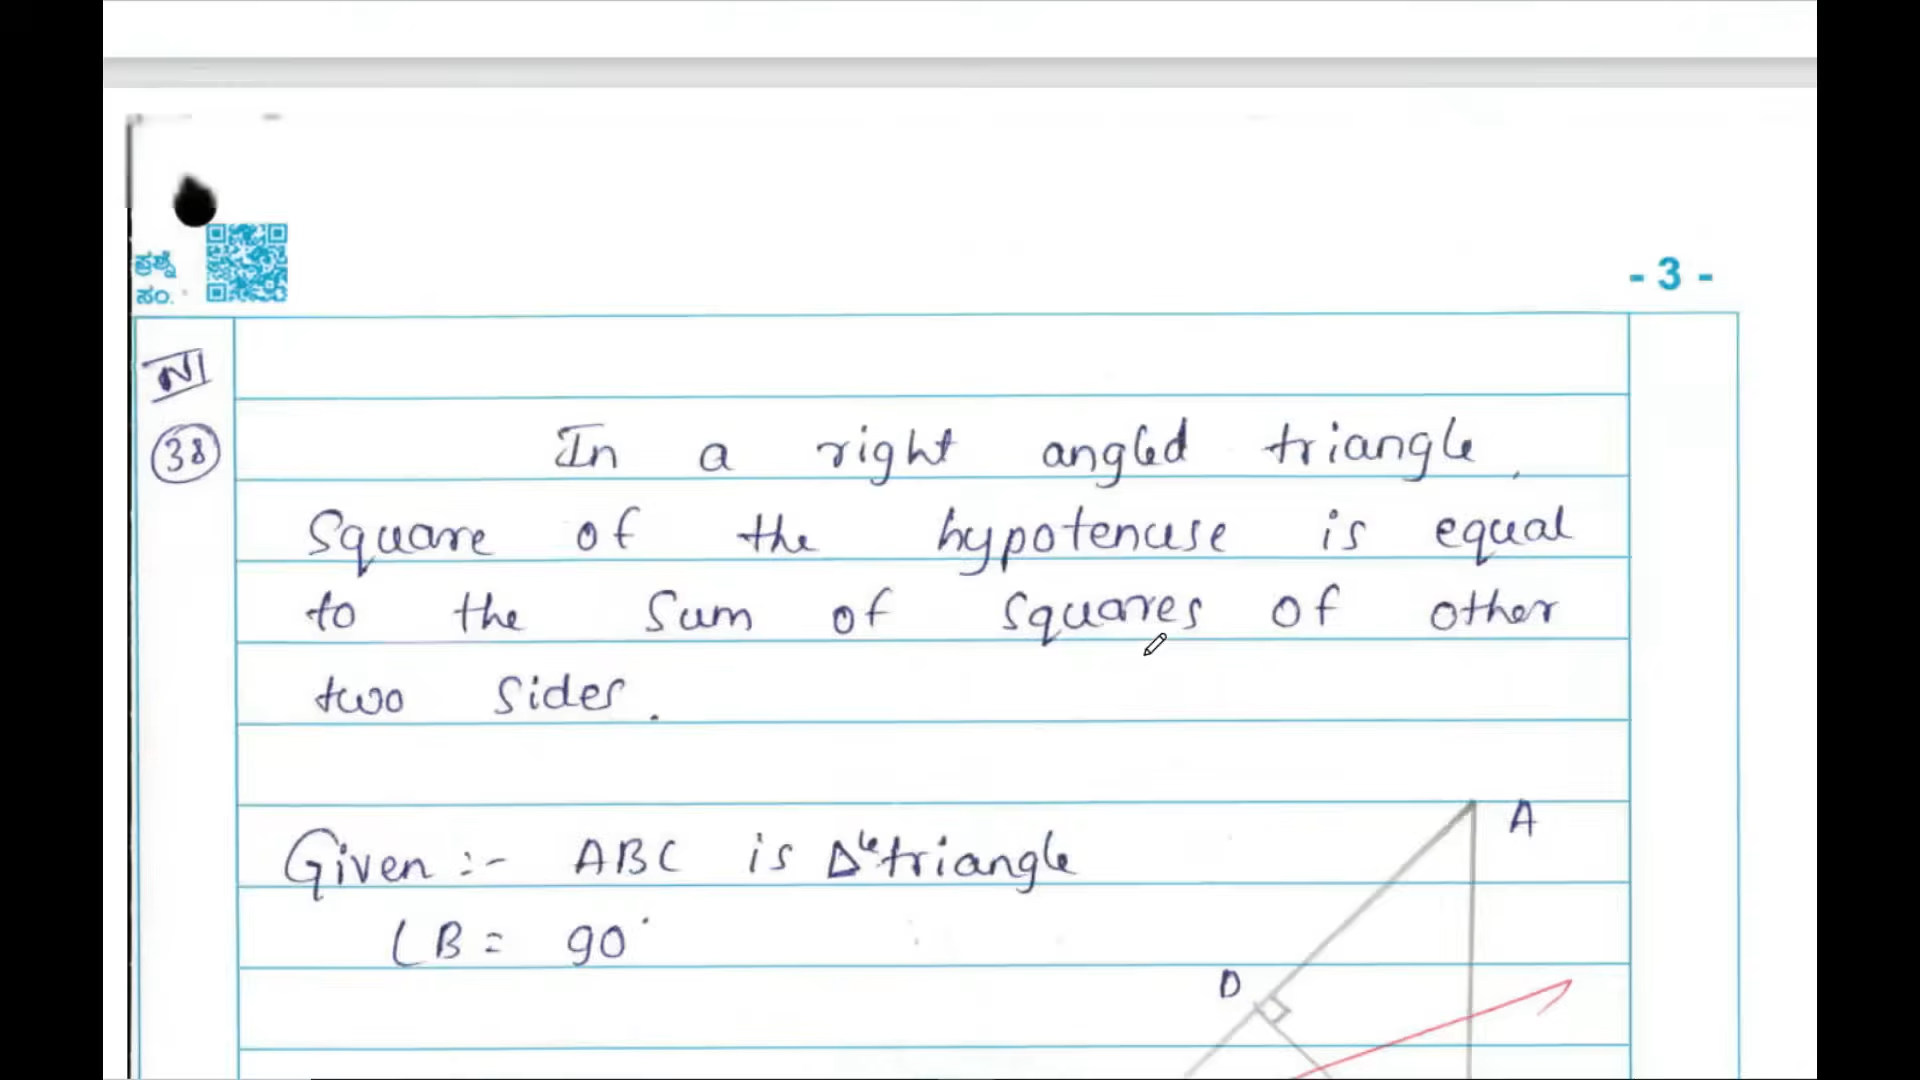 ಪ್ರಶ್ನೆ
ಸಂ.
- 3 -
38
In a right angled triangle,
Square of the hypotenuse is equal
to the Sum of Squares of other
two Sides.
A
Given :- ABC is Δle triangle
∠B = 90°
D